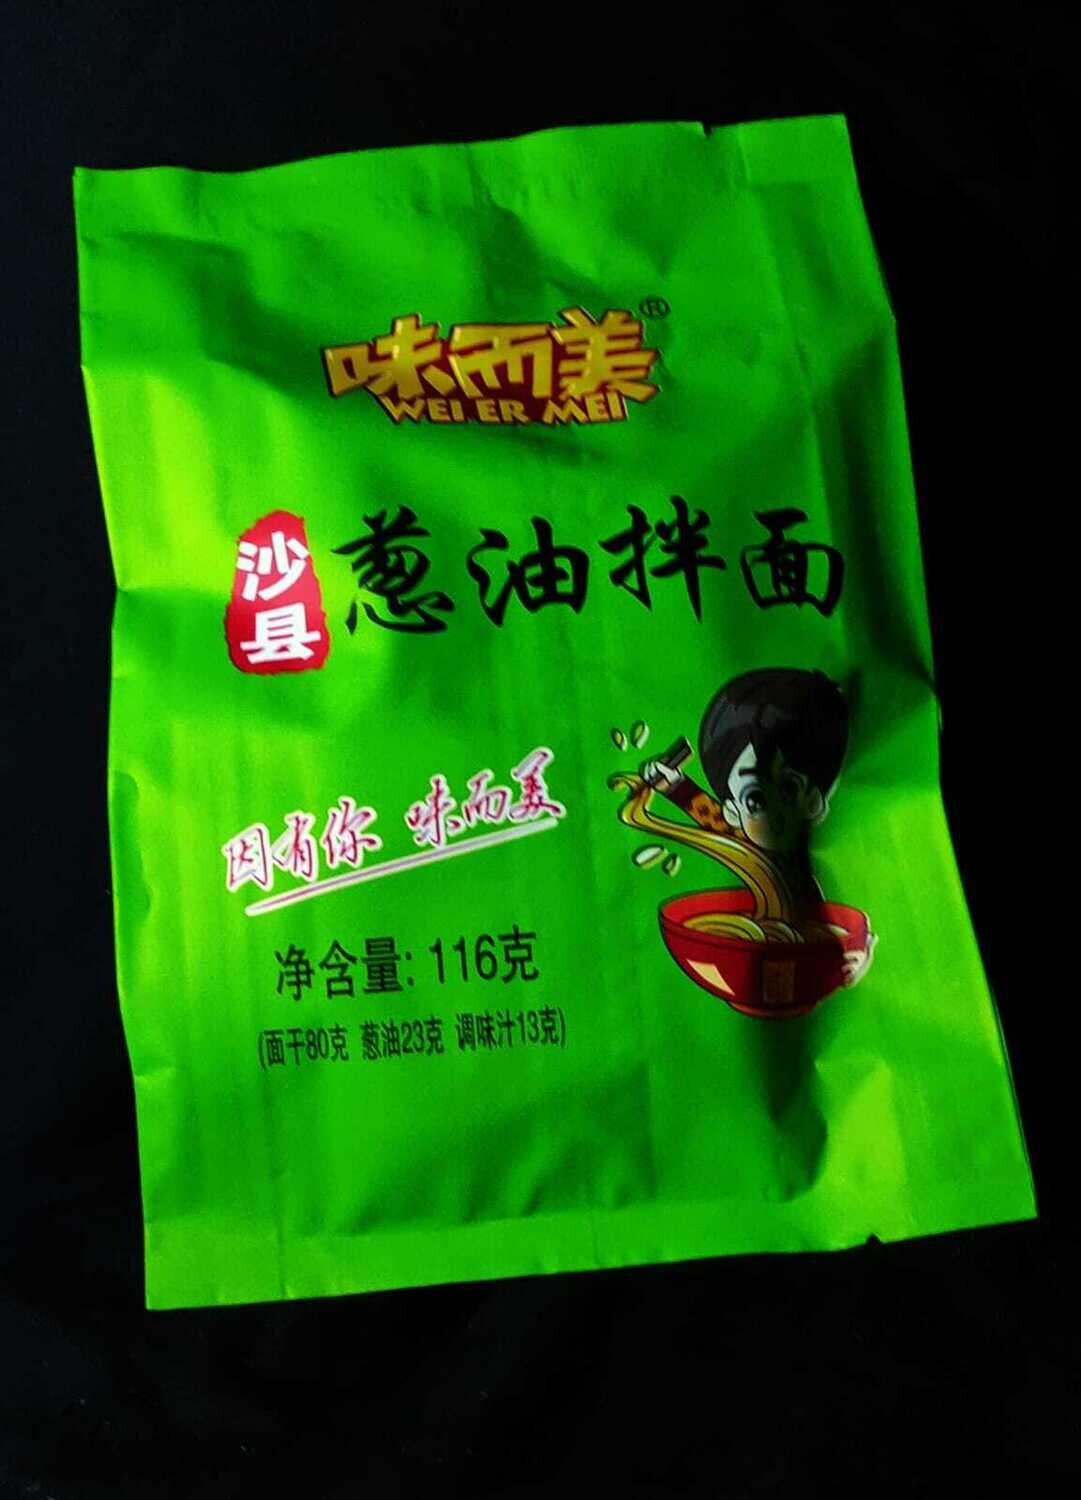 味而美®
WEI ER MEI
沙县
葱油拌面
因有你 味而美
净含量: 116克
(面干80克 葱油23克 调味汁13克)